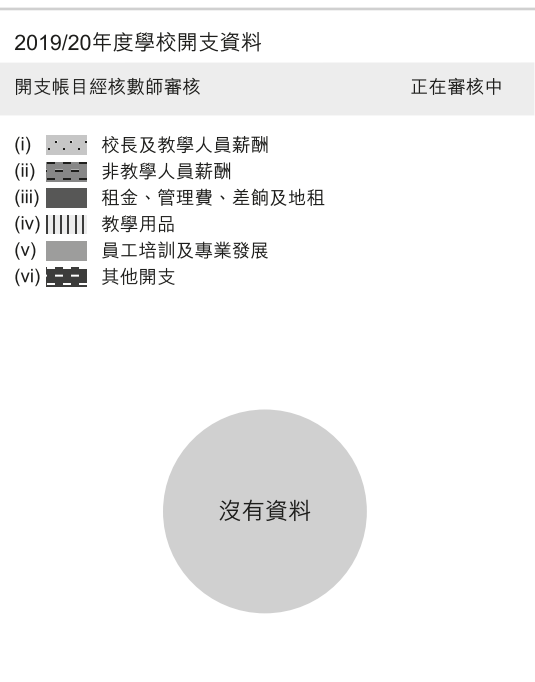 2019/20年度學校開支資料
開支帳目經核數師審核 正在審核中
(i) 校長及教學人員薪酬
(ii) 非教學人員薪酬
(iii) 租金、管理費、差餉及地租
(iv) 教學用品
(v) 員工培訓及專業發展
(vi) 其他開支
沒有資料